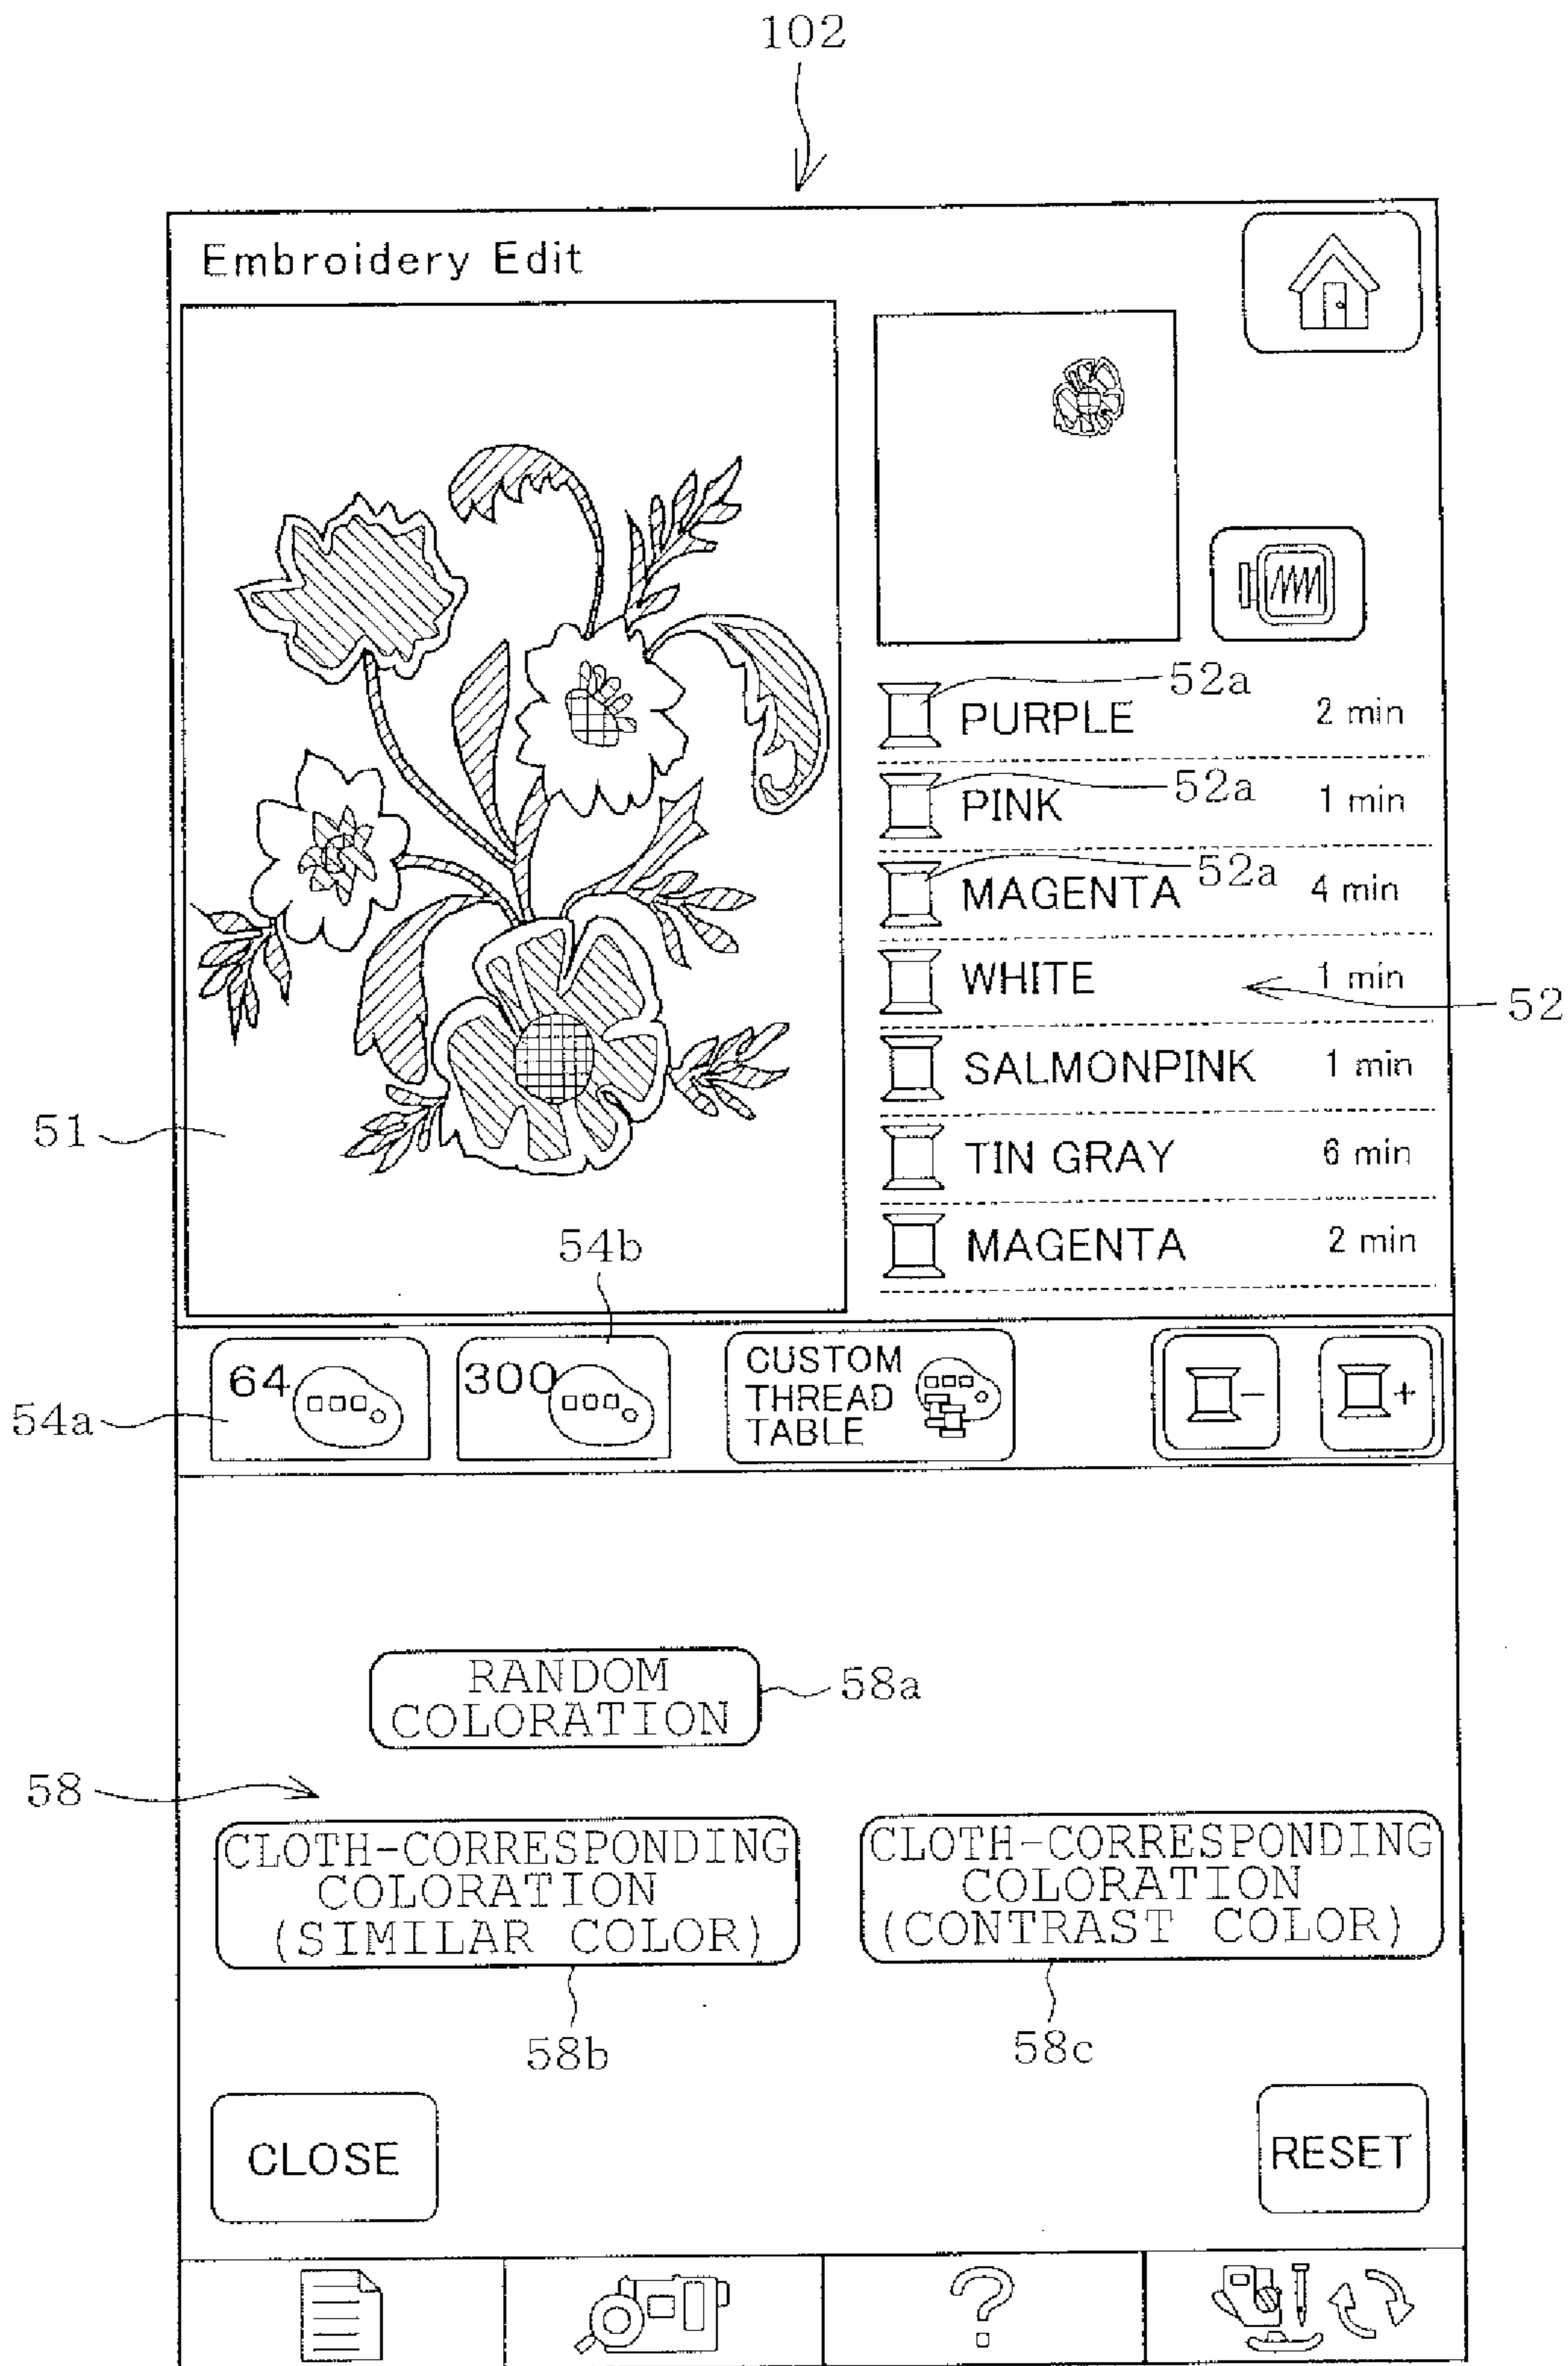 102
Embroidery Edit
52a
PURPLE 2 min
52a
PINK 1 min
52a
MAGENTA 4 min
WHITE 1 min
52
SALMONPINK 1 min
51
TIN GRAY 6 min
MAGENTA 2 min
54b
64
300
CUSTOM
THREAD
TABLE
-
+
54a
RANDOM
COLORATION
58a
58
CLOTH-CORRESPONDING
COLORATION
(SIMILAR COLOR)
CLOTH-CORRESPONDING
COLORATION
(CONTRAST COLOR)
58b
58c
CLOSE
RESET
?